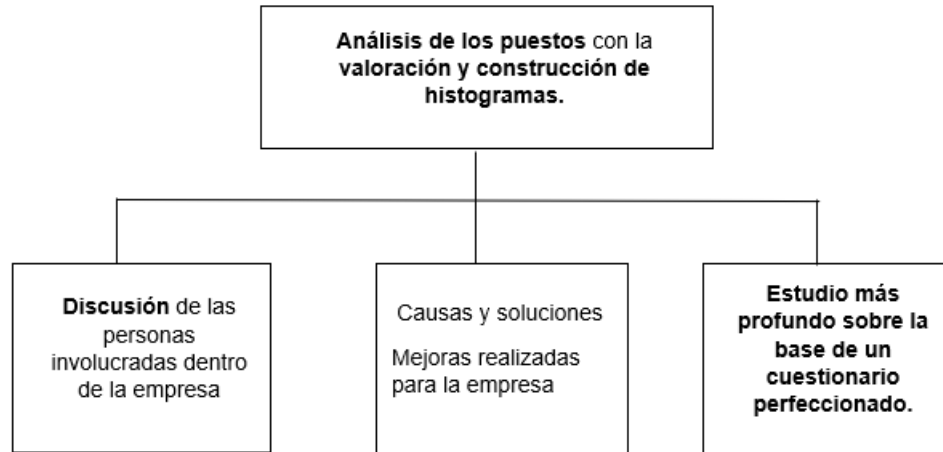 Análisis de los puestos con la
valoración y construcción de
histogramas.
Discusión de las
personas
involucradas dentro
de la empresa
Causas y soluciones
Mejoras realizadas
para la empresa
Estudio más
profundo sobre la
base de un
cuestionario
perfeccionado.